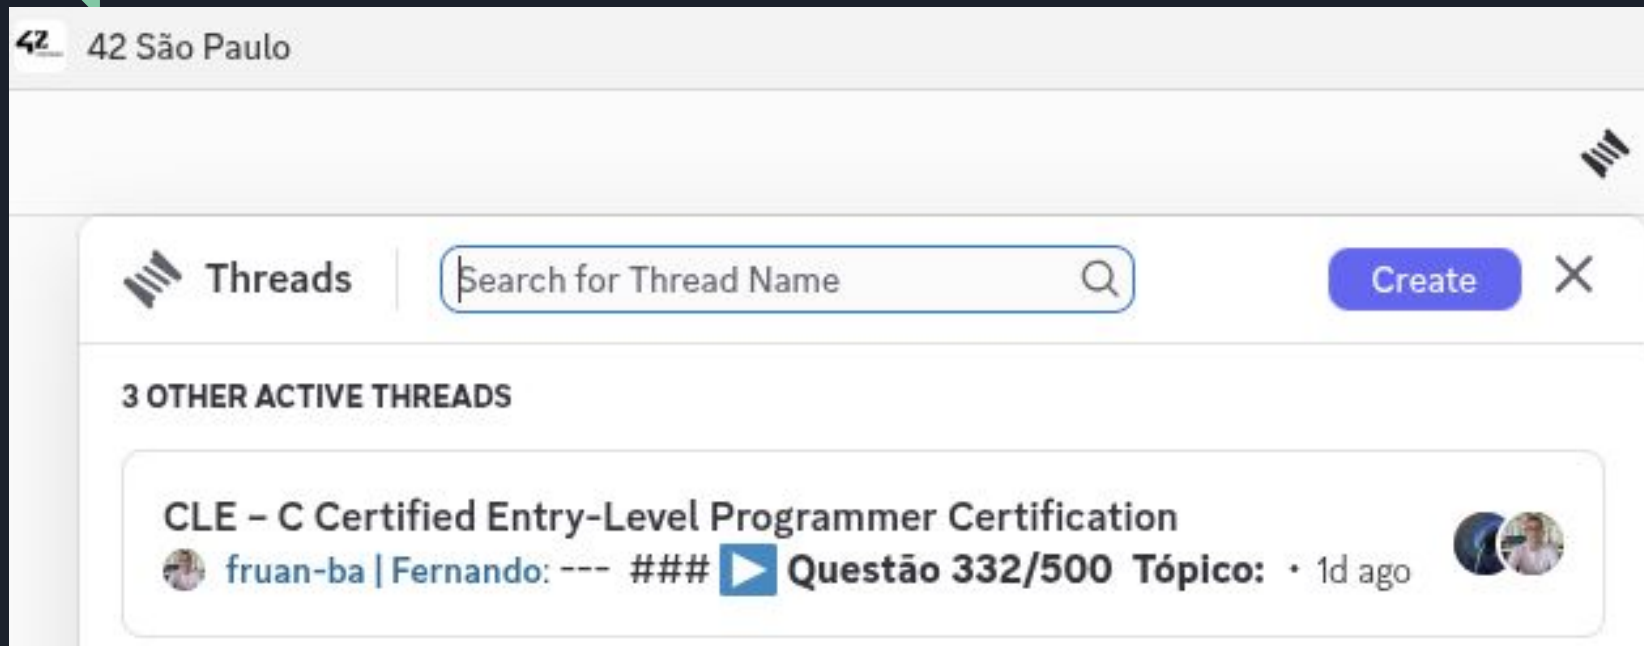 42
42 São Paulo
Threads
Search for Thread Name
Create
3 OTHER ACTIVE THREADS
CLE – C Certified Entry-Level Programmer Certification
fruan-ba | Fernando: --- ### ▶ Questão 332/500 Tópico: • 1d ago